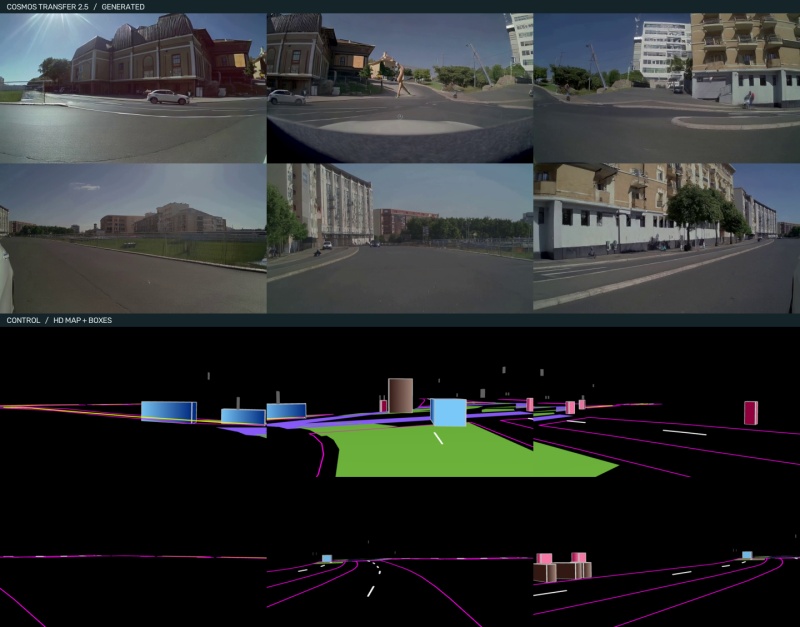 COSMOS TRANSFER 2.5 / GENERATED
CONTROL / HD MAP + BOXES